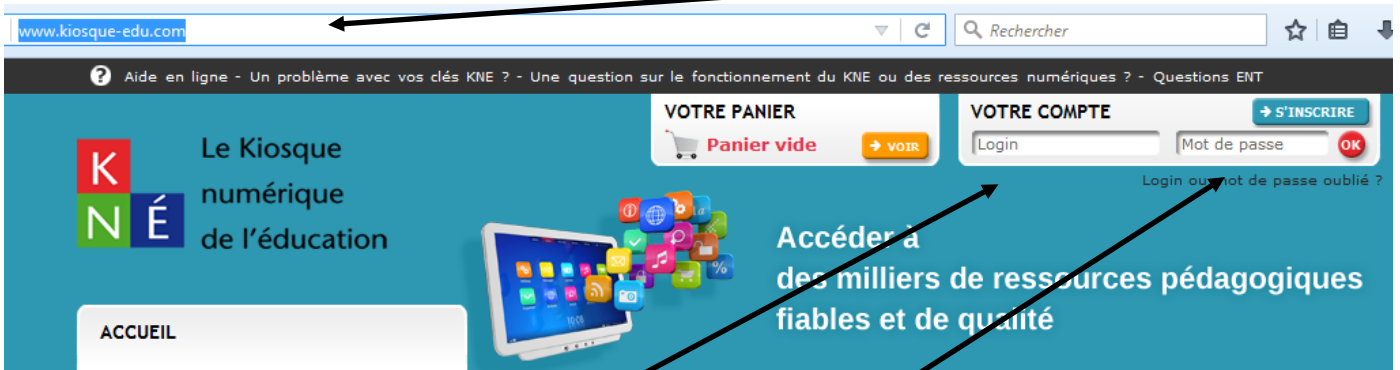 www.kiosque-edu.com
Rechercher
Aide en ligne - Un problème avec vos clés KNE ? - Une question sur le fonctionnement du KNE ou des ressources numériques ? - Questions ENT
VOTRE PANIER
Panier vide
VOIR
VOTRE COMPTE
S'INSCRIRE
Login
Mot de passe
OK
Login ou mot de passe oublié ?
K
N É
Le Kiosque
numérique
de l'éducation
Accéder à
des milliers de ressources pédagogiques
fiables et de qualité
ACCUEIL